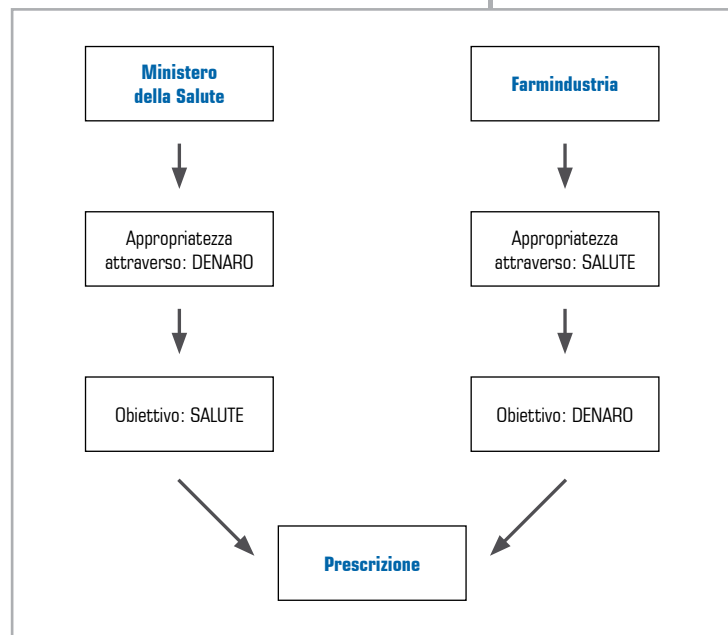 Ministero
della Salute
Farmindustria
Appropriatezza
attraverso: DENARO
Appropriatezza
attraverso: SALUTE
Obiettivo: SALUTE
Obiettivo: DENARO
Prescrizione